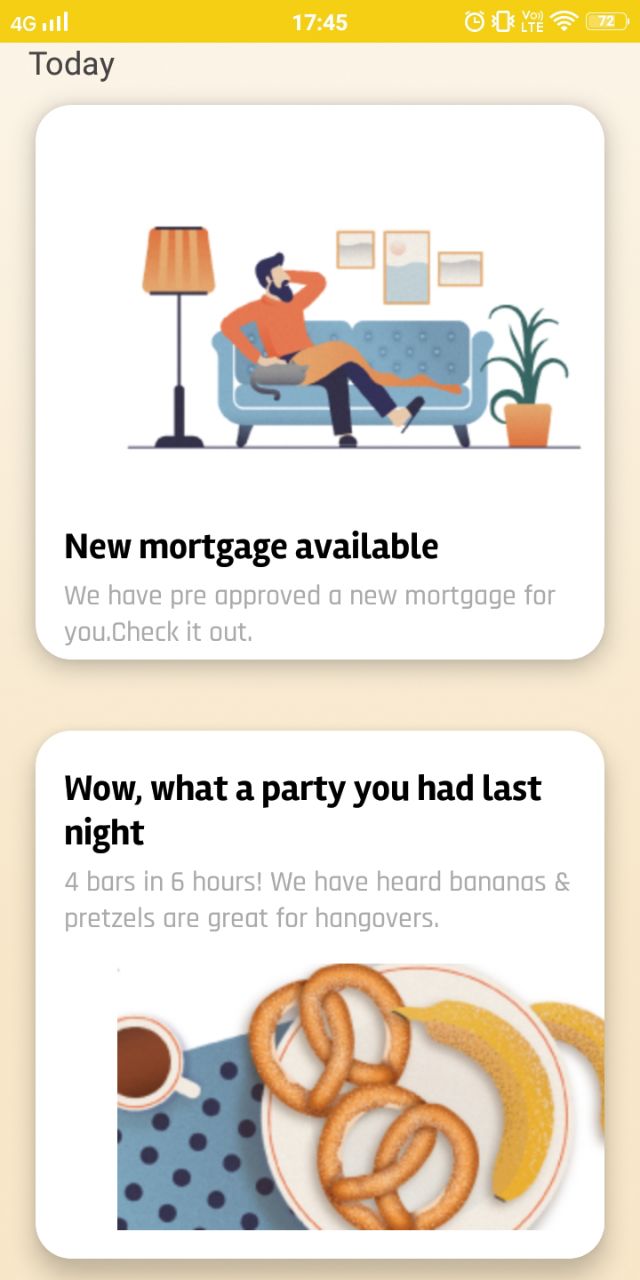 4G 17:45 Vo) LTE 72
Today
New mortgage available
We have pre approved a new mortgage for
you.Check it out.
Wow, what a party you had last
night
4 bars in 6 hours! We have heard bananas &
pretzels are great for hangovers.